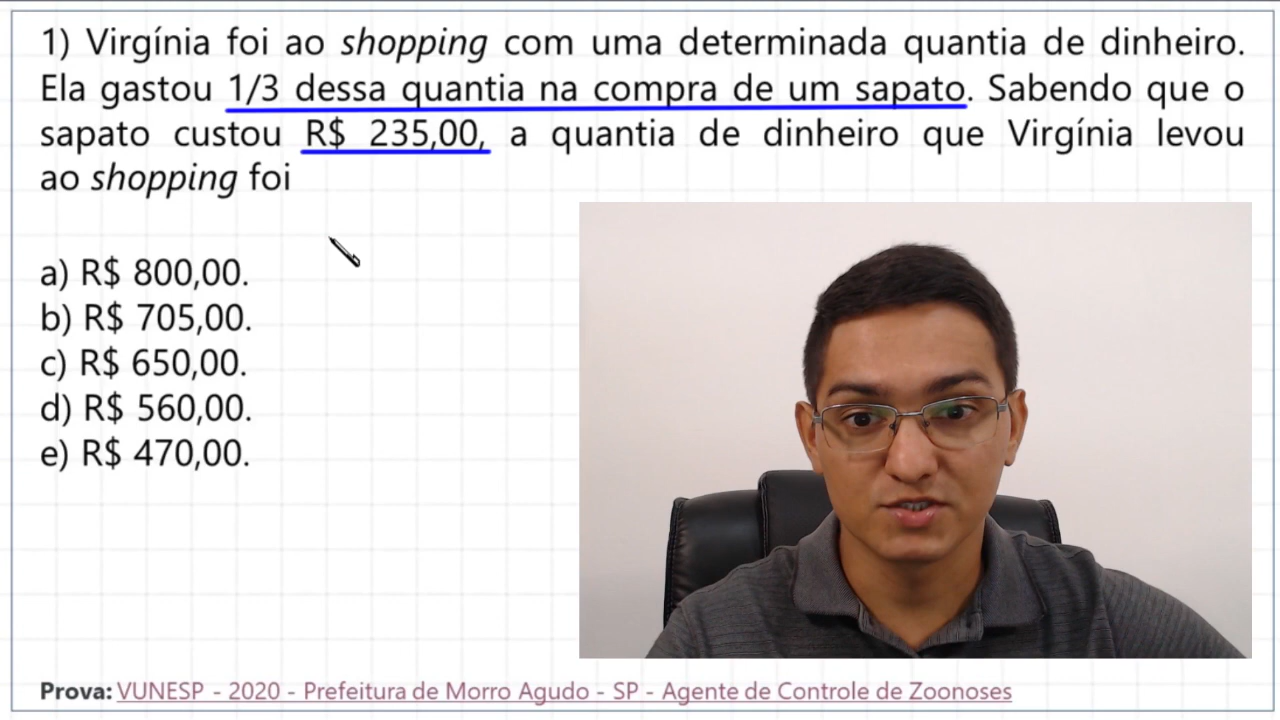 1) Virgínia foi ao shopping com uma determinada quantia de dinheiro.
Ela gastou 1/3 dessa quantia na compra de um sapato. Sabendo que o
sapato custou R$ 235,00, a quantia de dinheiro que Virgínia levou
ao shopping foi
a) R$ 800,00.
b) R$ 705,00.
c) R$ 650,00.
d) R$ 560,00.
e) R$ 470,00.
Prova: VUNESP - 2020 - Prefeitura de Morro Agudo - SP - Agente de Controle de Zoonoses